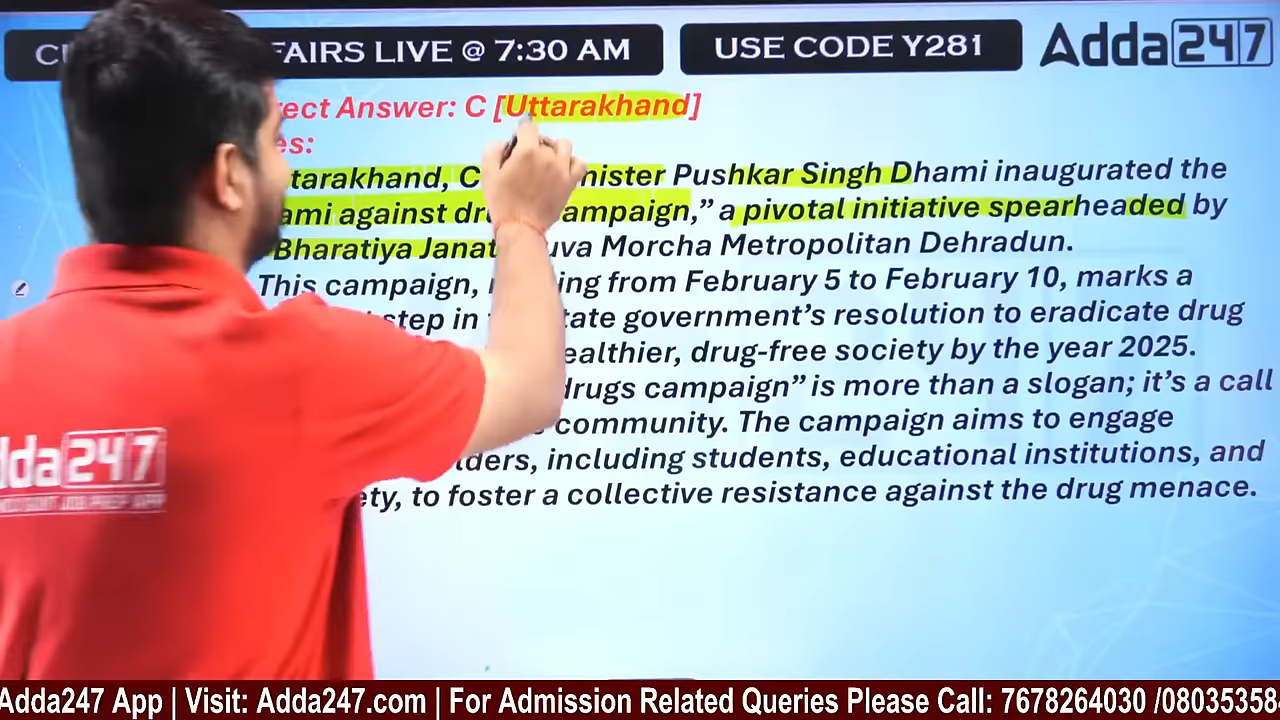 FAIRS LIVE @ 7:30 AM
USE CODE Y281
Adda247
rect Answer: C [Uttarakhand]
es:
tarakhand, C nister Pushkar Singh Dhami inaugurated the
ami against ampaign,” a pivotal initiative spearheaded by
Bharatiya Janat uva Morcha Metropolitan Dehradun.
This campaign, ing from February 5 to February 10, marks a
step in tate government’s resolution to eradicate drug
ealthier, drug-free society by the year 2025.
drugs campaign” is more than a slogan; it’s a call
community. The campaign aims to engage
lders, including students, educational institutions, and
ety, to foster a collective resistance against the drug menace.
dda247
Adda247 App | Visit: Adda247.com | For Admission Related Queries Please Call: 7678264030 /080353584